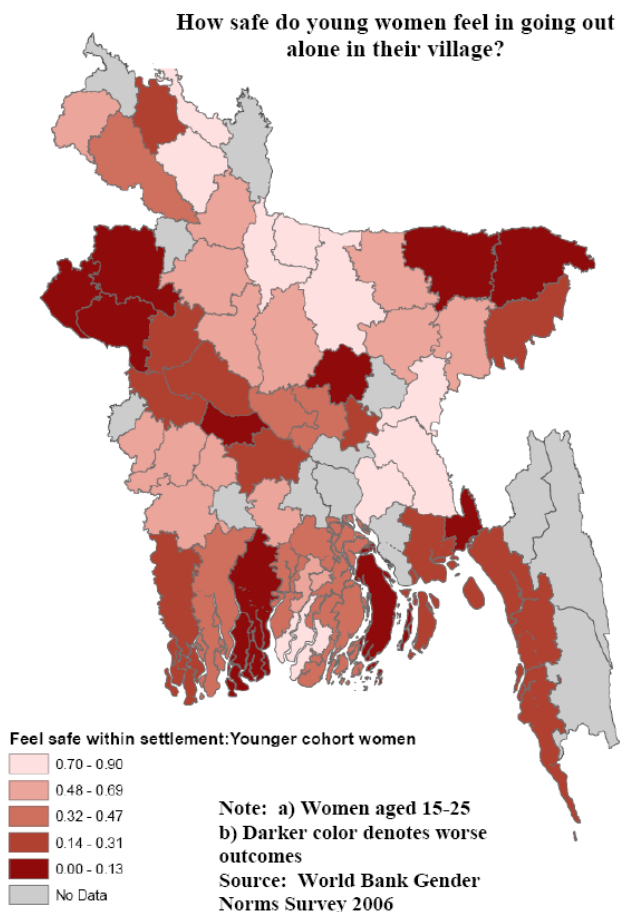 How safe do young women feel in going out
alone in their village?
Feel safe within settlement:Younger cohort women
0.70 - 0.90
0.48 - 0.69
0.32 - 0.47
0.14 - 0.31
0.00 - 0.13
No Data
Note: a) Women aged 15-25
b) Darker color denotes worse
outcomes
Source: World Bank Gender
Norms Survey 2006